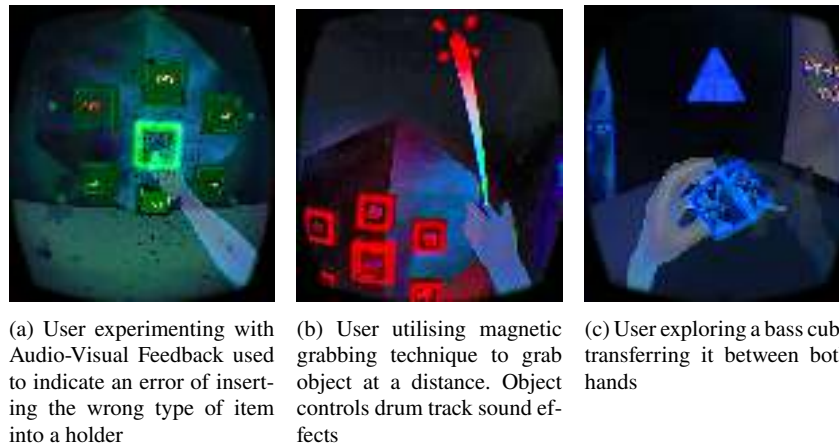 (a) User experimenting with
Audio-Visual Feedback used
to indicate an error of insert-
ing the wrong type of item
into a holder
(b) User utilising magnetic
grabbing technique to grab
object at a distance. Object
controls drum track sound ef-
fects
(c) User exploring a bass cub
transferring it between bot
hands